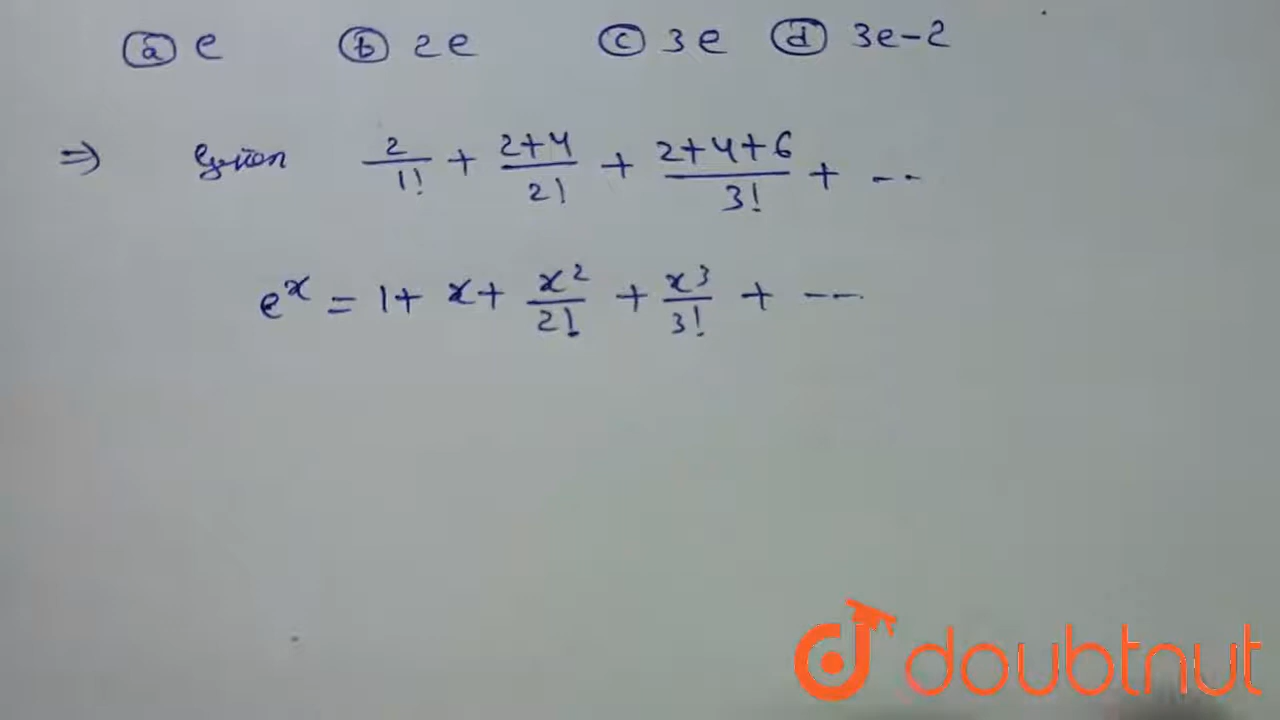 ⓐ e ⓑ 2e ⓒ 3e ⓓ 3e-2
⇒ Given 2/1! + 2+4/2! + 2+4+6/3! + --
e^x = 1 + x + x^2/2! + x^3/3! + ---
doubtnut